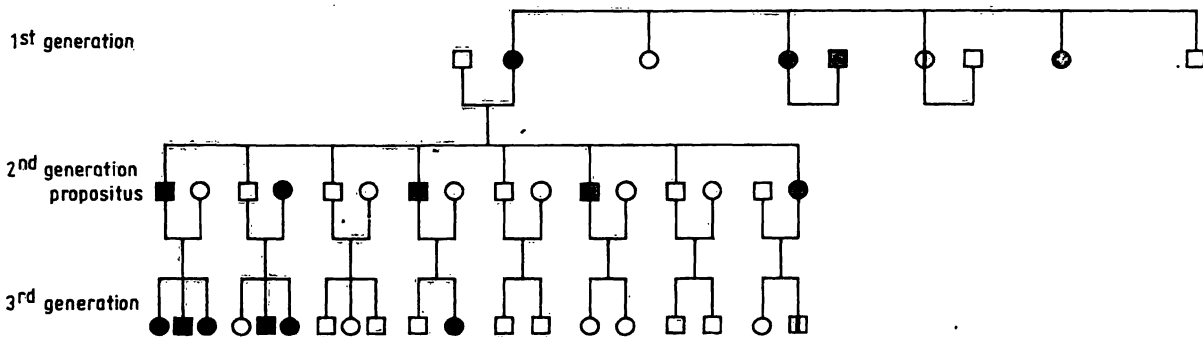 1st generation
2nd generation
propositus
3rd generation